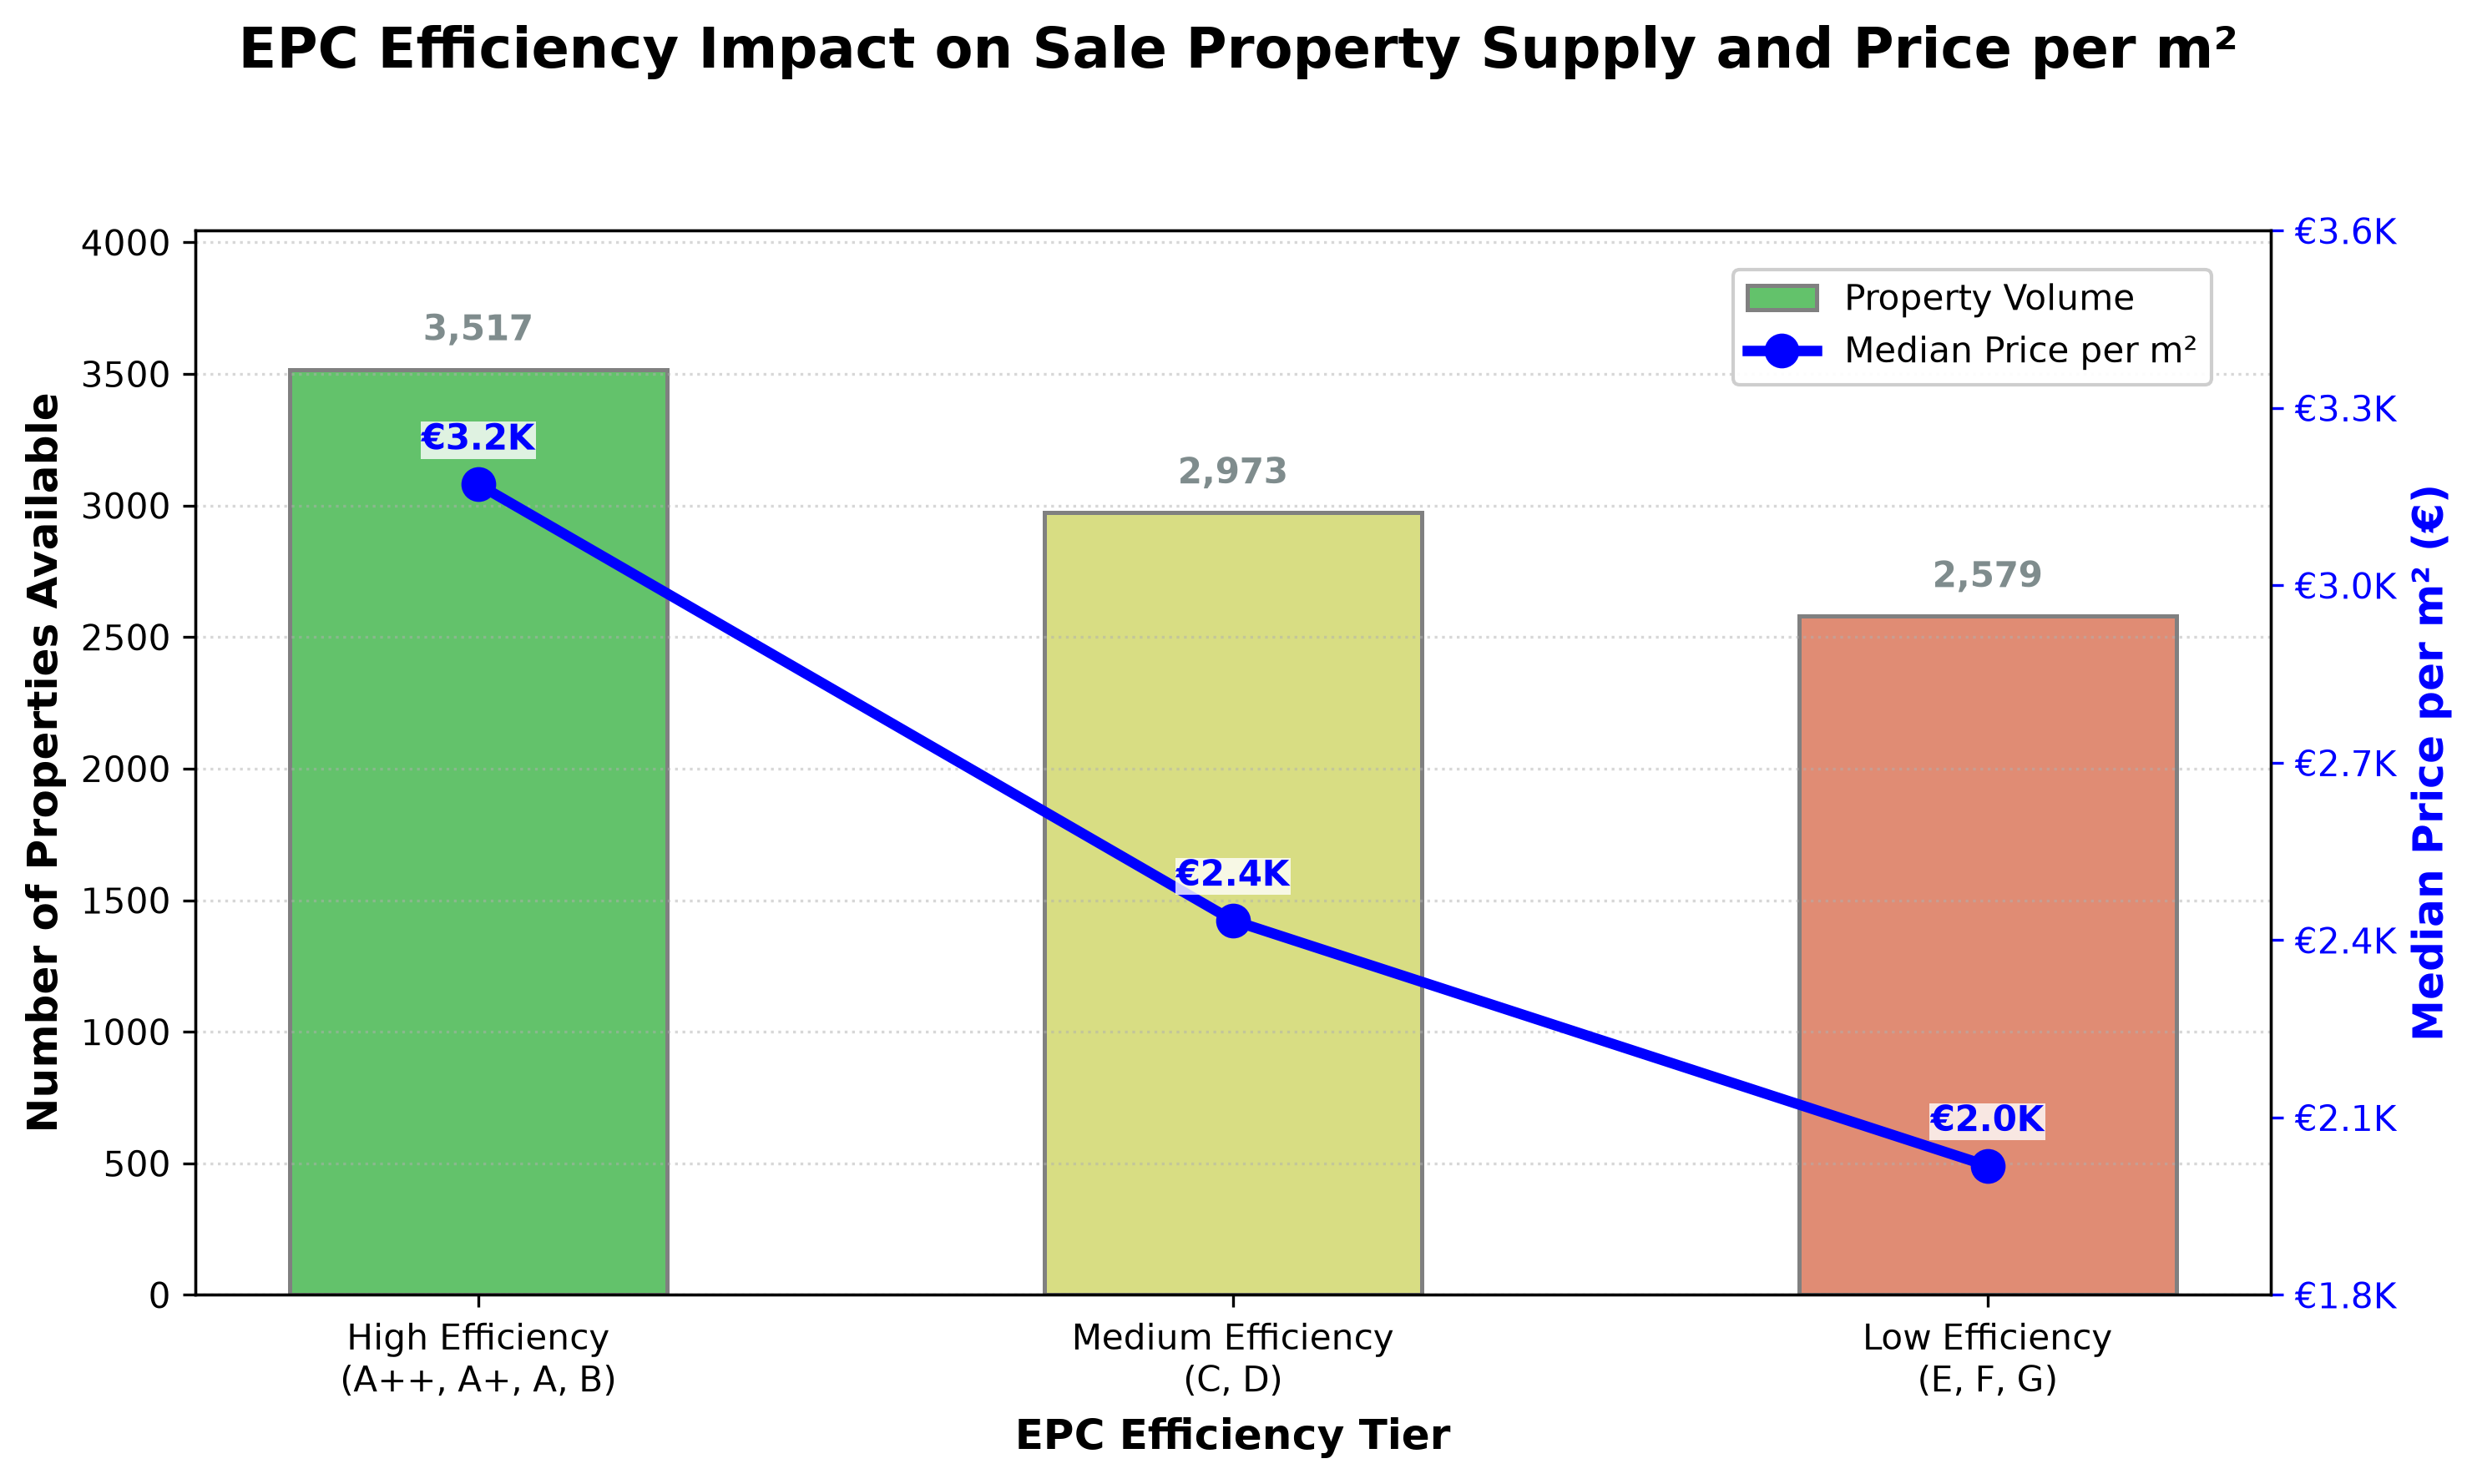 EPC Efficiency Impact on Sale Property Supply and Price per m²
Number of Properties Available
4000
3500
3000
2500
2000
1500
1000
500
0
3,517
2,973
2,579
€3.2K
€2.4K
€2.0K
Property Volume
Median Price per m²
€3.6K
€3.3K
€3.0K
€2.7K
€2.4K
€2.1K
€1.8K
Median Price per m² (€)
High Efficiency
(A++, A+, A, B)
Medium Efficiency
(C, D)
Low Efficiency
(E, F, G)
EPC Efficiency Tier